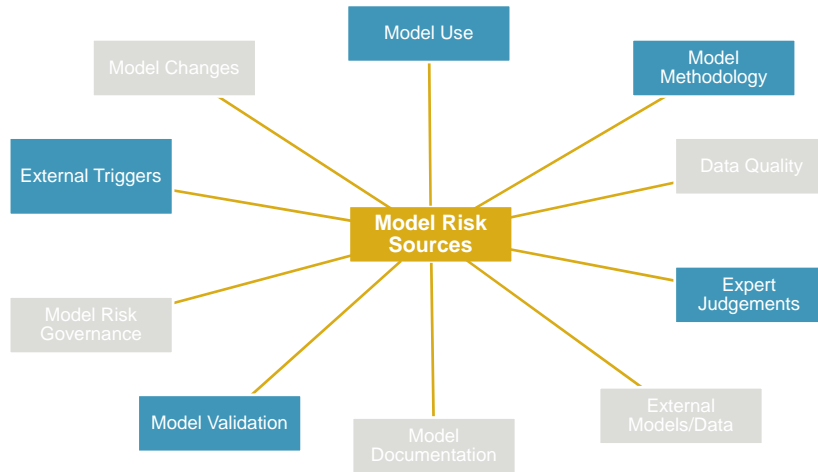 Model Use
Model Changes
Model
Methodology
External Triggers
Data Quality
Model Risk
Sources
Expert
Judgements
Model Risk
Governance
Model Validation
External
Models/Data
Model
Documentation